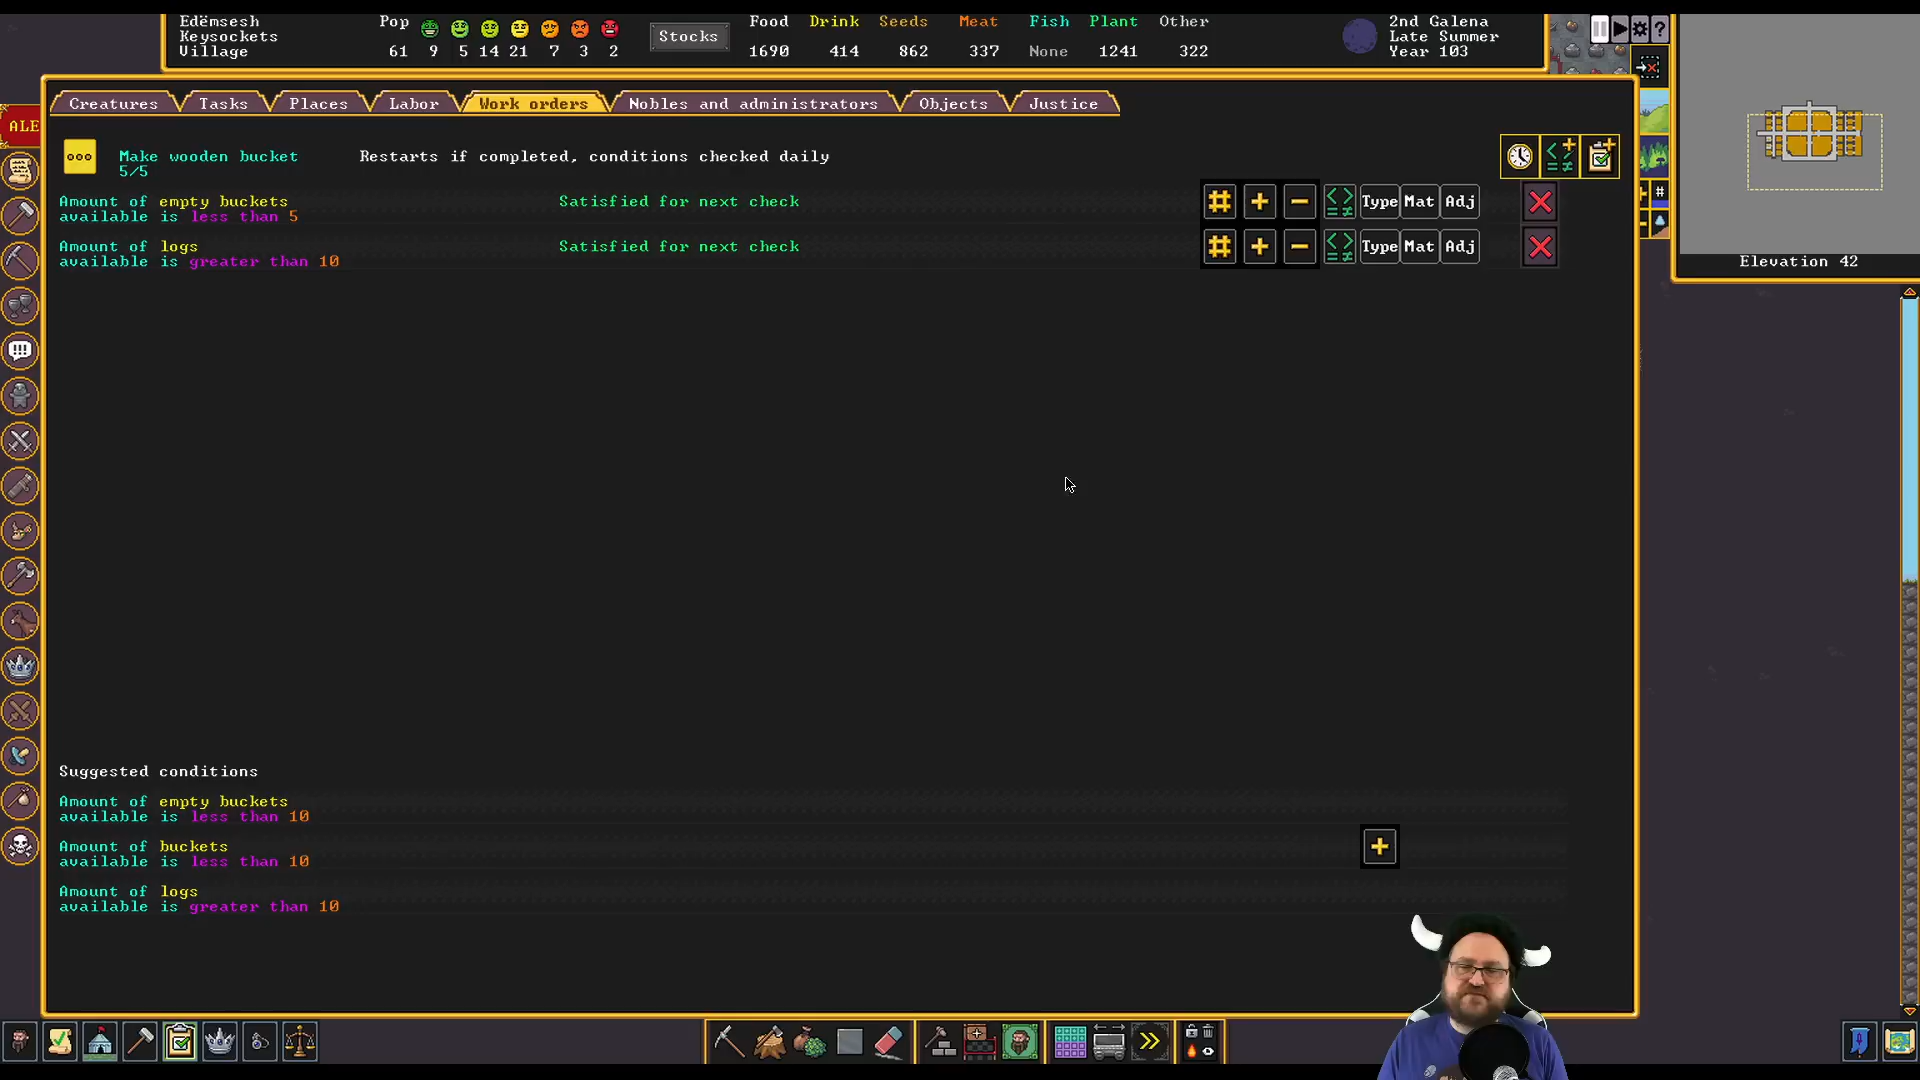 Edëmsesh
Keysockets
Village
Pop
61 9 5 14 21 7 3 2
Stocks
Food Drink Seeds Meat Fish Plant Other
1690 414 862 337 None 1241 322
2nd Galena
Late Summer
Year 103
?
Creatures Tasks Places Labor Work orders Nobles and administrators Objects Justice
ALE
Make wooden bucket
5/5
Restarts if completed, conditions checked daily
Amount of empty buckets
available is less than 5
Satisfied for next check
Type Mat Adj
Amount of logs
available is greater than 10
Satisfied for next check
Type Mat Adj
Elevation 42
Suggested conditions
Amount of empty buckets
available is less than 10
Amount of buckets
available is less than 10
Amount of logs
available is greater than 10